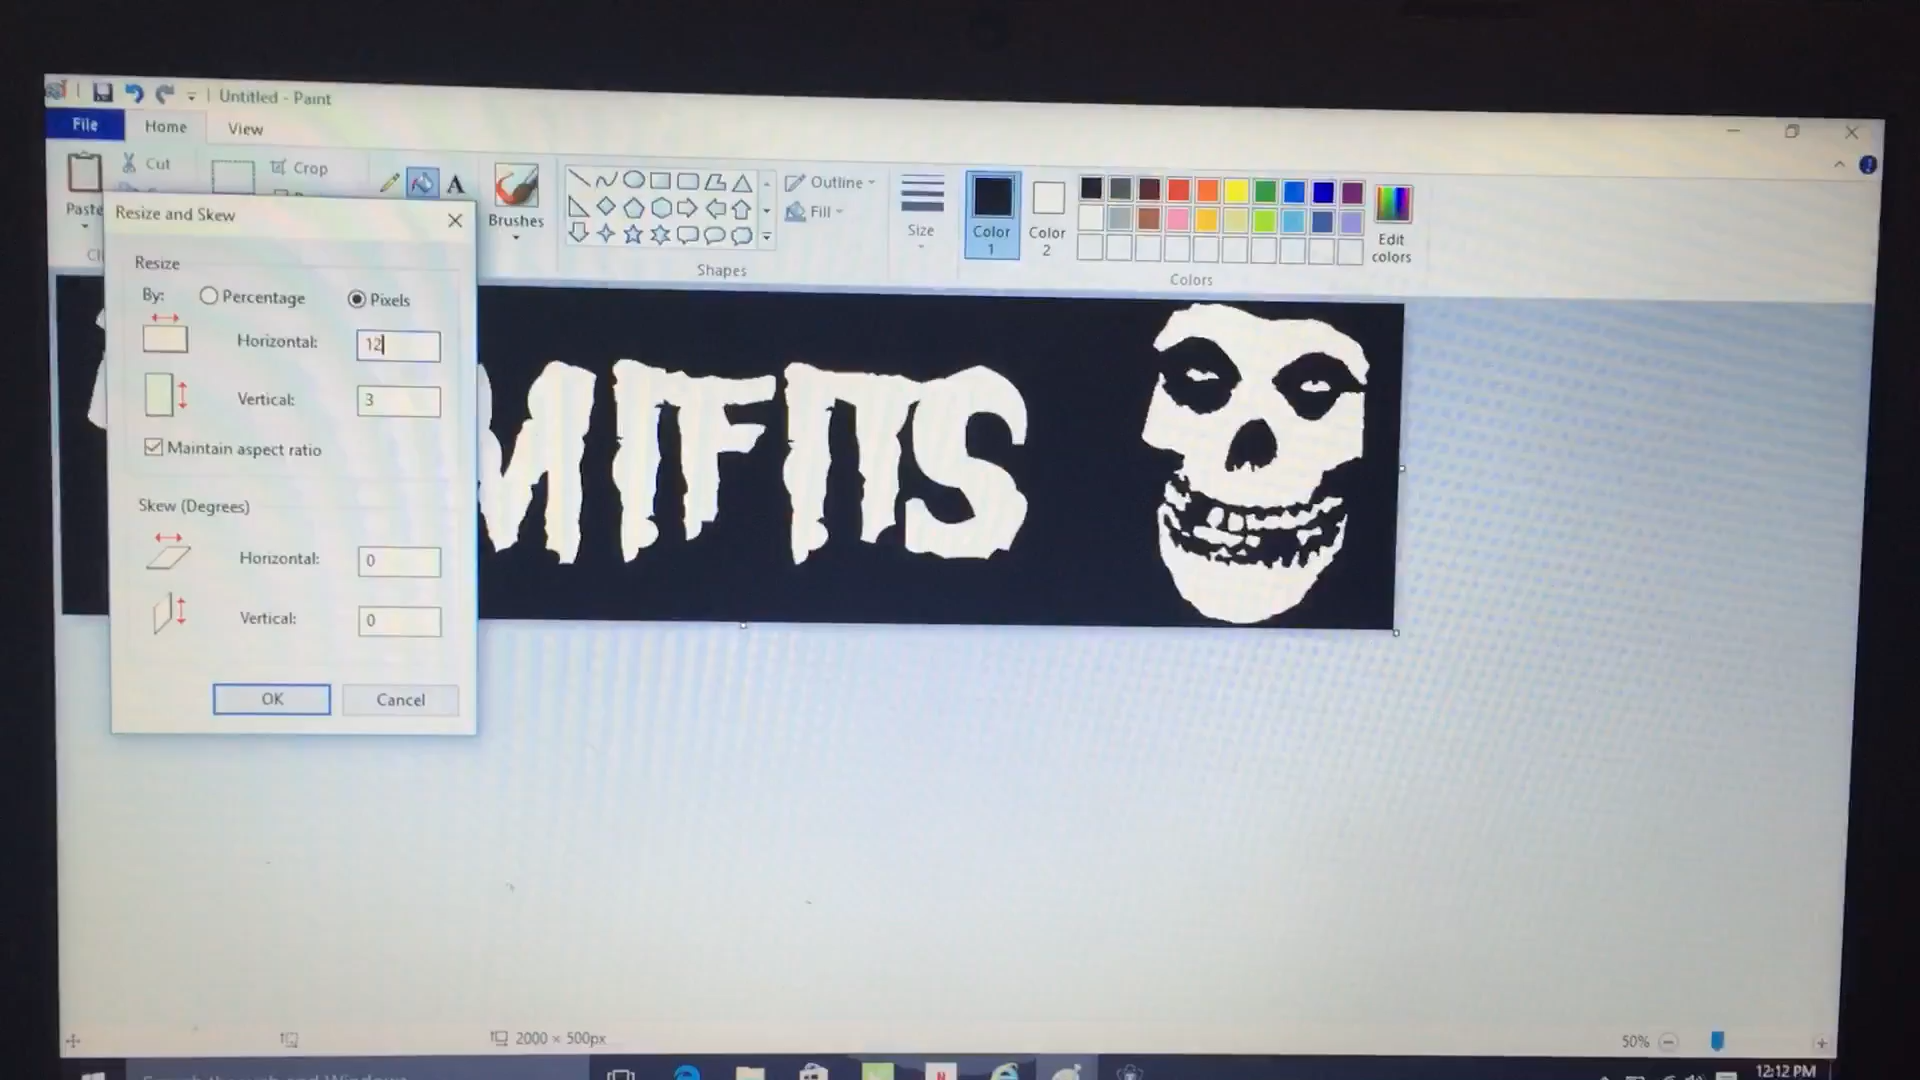 Untitled - Paint
File Home View
Cut
Crop
Paste
Brushes
Outline
Fill
Shapes
Size
Color 1
Color 2
Edit colors
Colors
Resize and Skew
Resize
By: Percentage Pixels
Horizontal: 12
Vertical: 3
Maintain aspect ratio
Skew (Degrees)
Horizontal: 0
Vertical: 0
OK Cancel
2000 × 500px
50%
12:12 PM